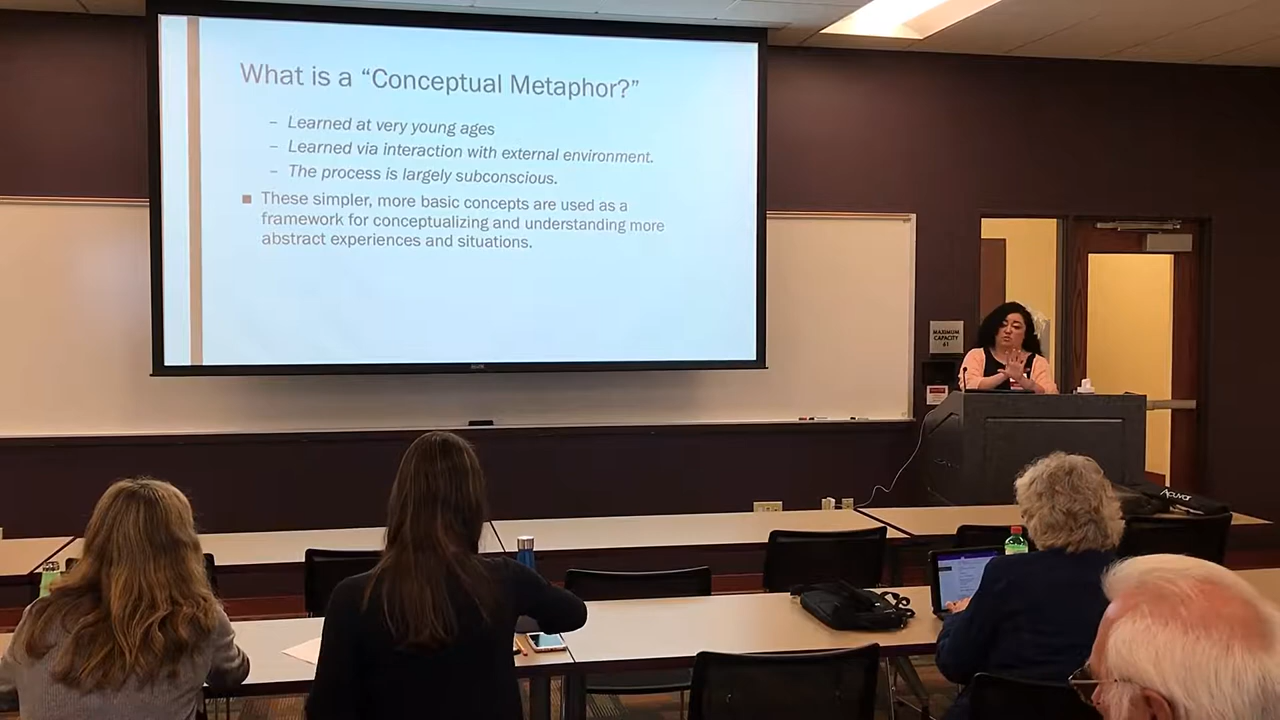 What is a “Conceptual Metaphor?”
– Learned at very young ages
– Learned via interaction with external environment.
– The process is largely subconscious.
■ These simpler, more basic concepts are used as a
framework for conceptualizing and understanding more
abstract experiences and situations.
MAXIMUM
CAPACITY
61